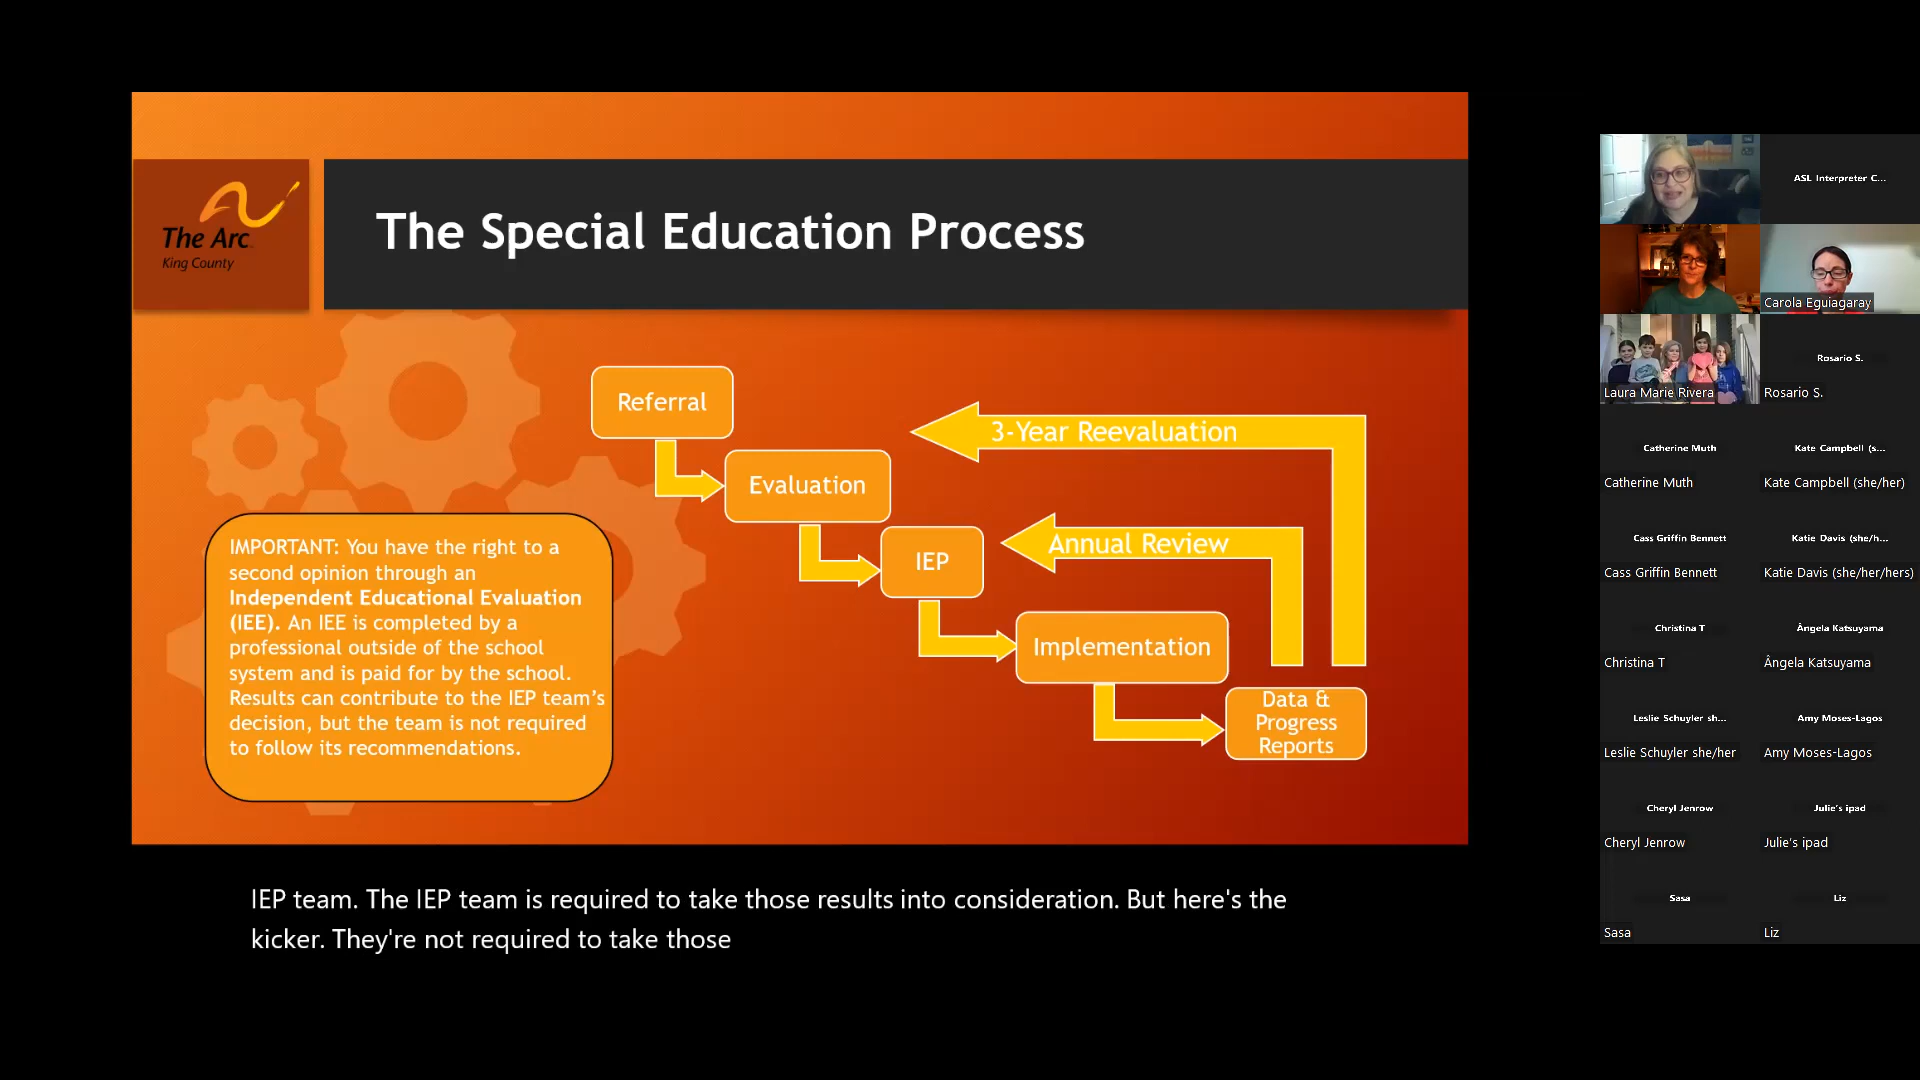 The Arc
King County
The Special Education Process
Referral
Evaluation
IEP
Implementation
Data &
Progress
Reports
3-Year Reevaluation
Annual Review
IMPORTANT: You have the right to a
second opinion through an
Independent Educational Evaluation
(IEE). An IEE is completed by a
professional outside of the school
system and is paid for by the school.
Results can contribute to the IEP team's
decision, but the team is not required
to follow its recommendations.
IEP team. The IEP team is required to take those results into consideration. But here's the
kicker. They're not required to take those
ASL Interpreter C...
Carola Eguiagaray
Laura Marie Rivera
Rosario S.
Rosario S.
Catherine Muth
Catherine Muth
Kate Campbell (s...
Kate Campbell (she/her)
Cass Griffin Bennett
Cass Griffin Bennett
Katie Davis (she/h...
Katie Davis (she/her/hers)
Christina T
Christina T
Ângela Katsuyama
Ângela Katsuyama
Leslie Schuyler sh...
Leslie Schuyler she/her
Amy Moses-Lagos
Amy Moses-Lagos
Cheryl Jenrow
Cheryl Jenrow
Julie's ipad
Julie's ipad
Sasa
Sasa
Liz
Liz